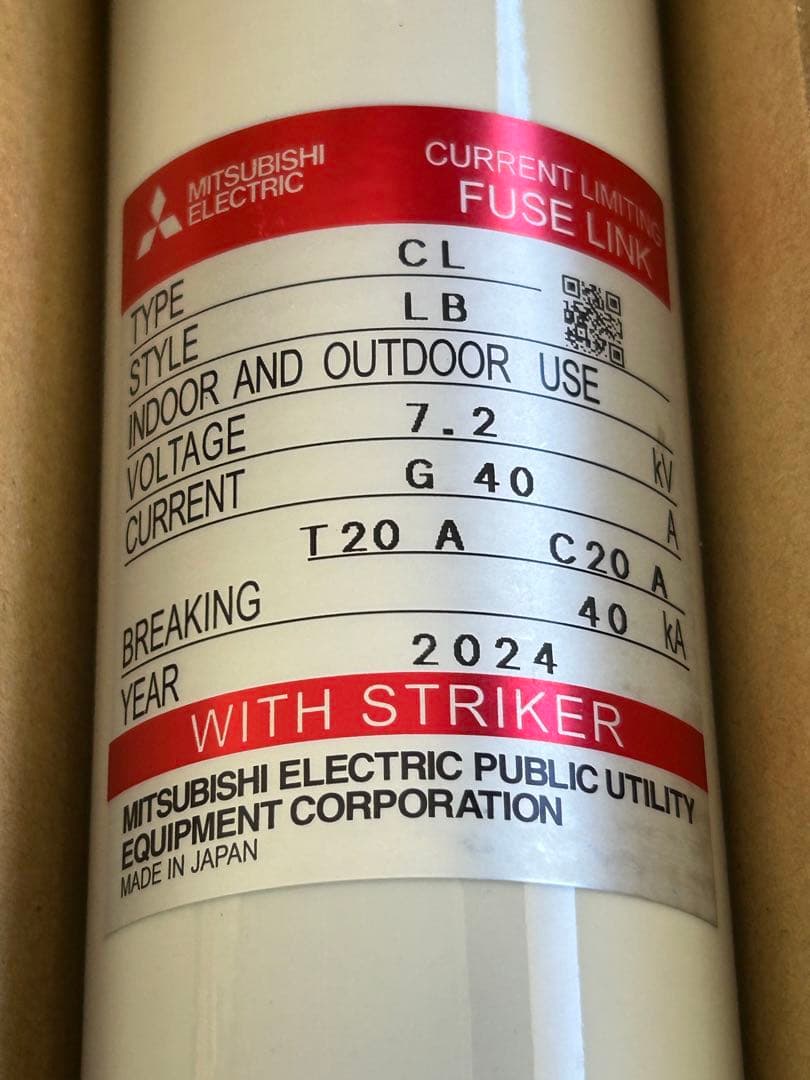 MITSUBISHI
ELECTRIC
CURRENT LIMITING
FUSE LINK
TYPE CL
STYLE LB
INDOOR AND OUTDOOR USE
VOLTAGE 7.2 kV
CURRENT G 40 A
T20 A C20 A
BREAKING 40 kA
YEAR 2024
WITH STRIKER
MITSUBISHI ELECTRIC PUBLIC UTILITY
EQUIPMENT CORPORATION
MADE IN JAPAN